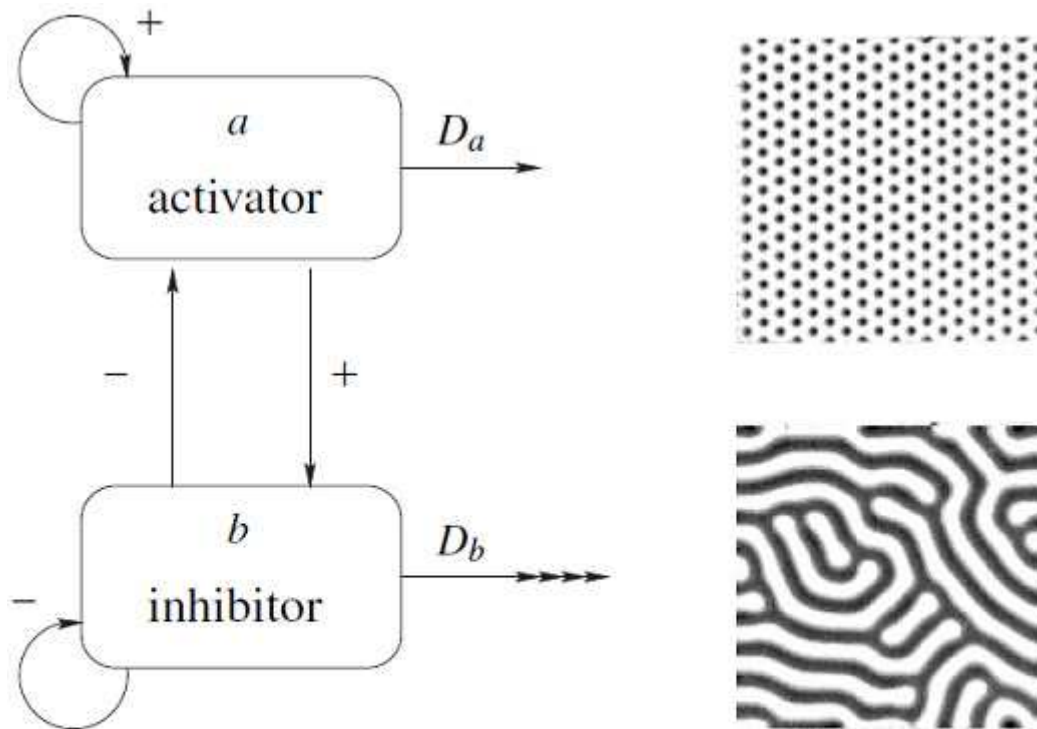 +
a
activator
D_a
−
+
b
inhibitor
D_b
−